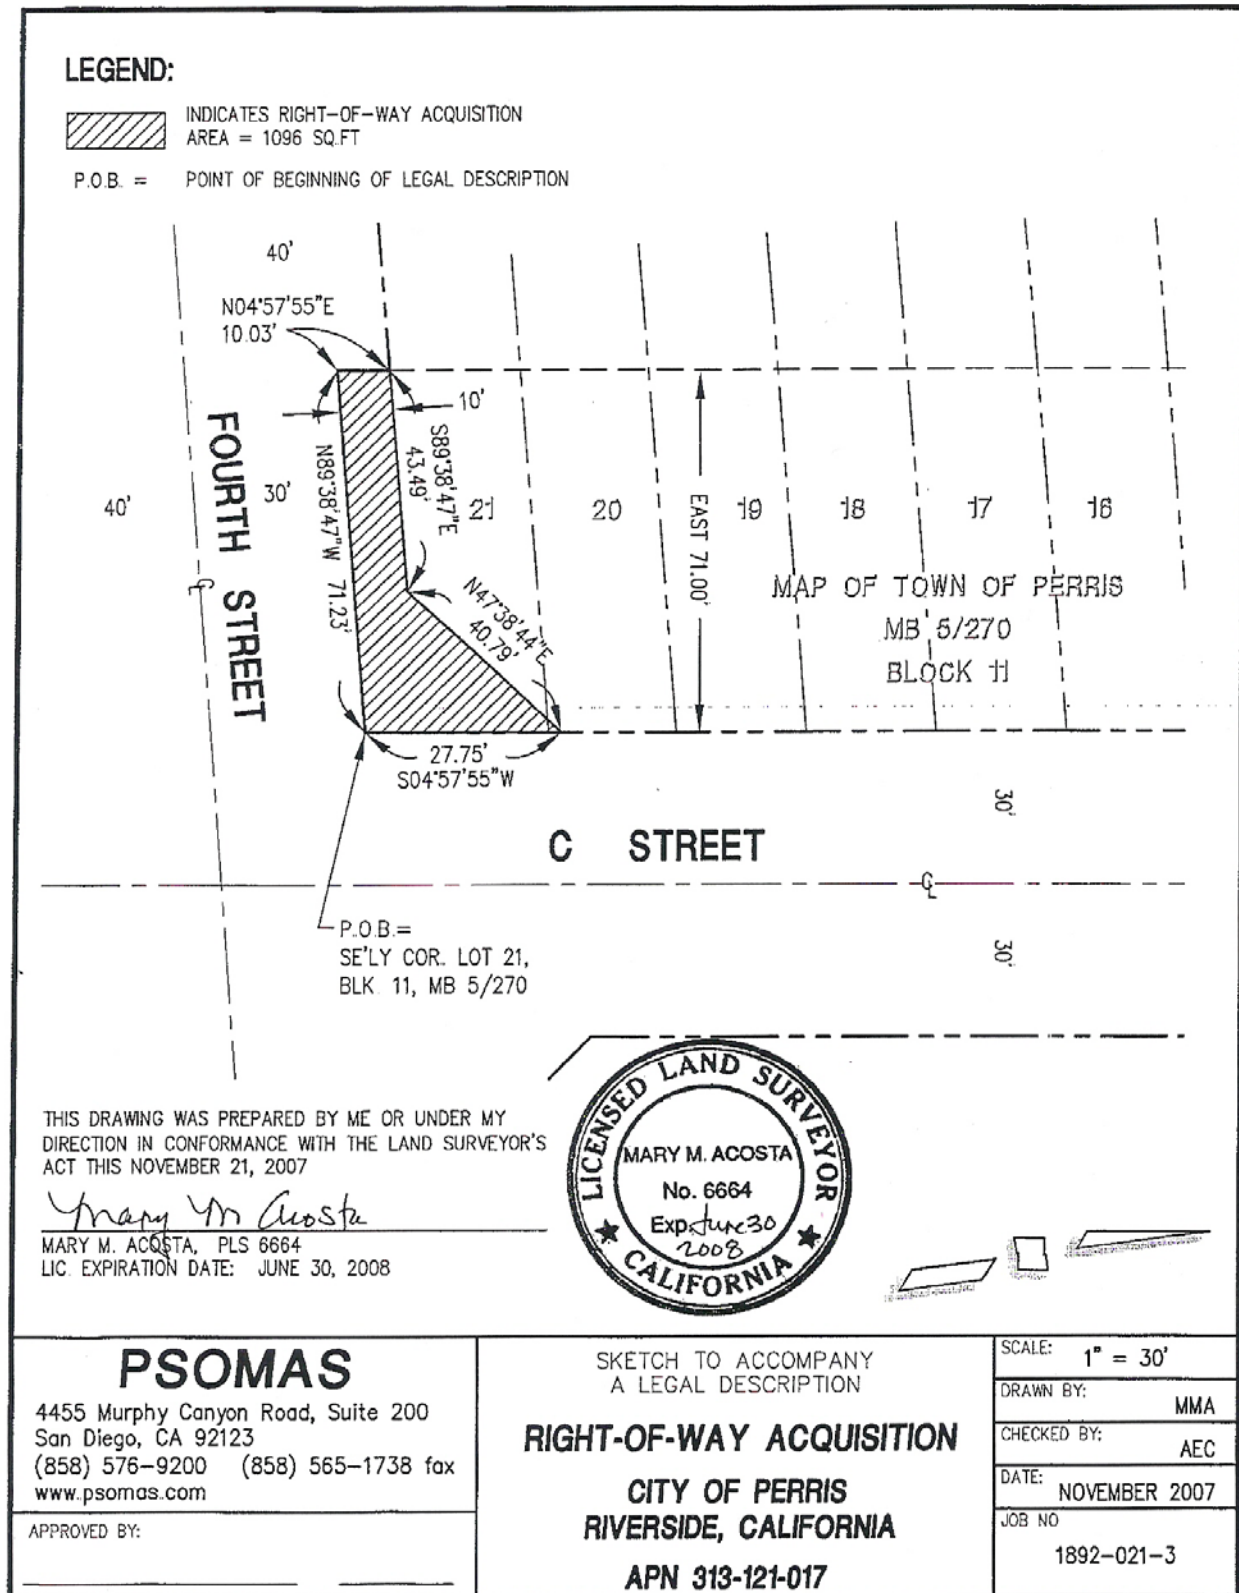 LEGEND:
INDICATES RIGHT-OF-WAY ACQUISITION
AREA = 1096 SQ.FT
P.O.B. = POINT OF BEGINNING OF LEGAL DESCRIPTION
40'
N04°57'55"E
10.03'
10'
S89°38'47"E
43.49'
N89°38'47"W 71.23'
N47°38'44"E
40.79'
27.75'
S04°57'55"W
40'
30'
FOURTH STREET
21
20
19
18
17
16
EAST 71.00'
MAP OF TOWN OF PERRIS
MB 5/270
BLOCK 11
C STREET
30'
30'
P.O.B.=
SE'LY COR. LOT 21,
BLK. 11, MB 5/270
THIS DRAWING WAS PREPARED BY ME OR UNDER MY
DIRECTION IN CONFORMANCE WITH THE LAND SURVEYOR'S
ACT THIS NOVEMBER 21, 2007
Mary M Acosta
MARY M. ACOSTA, PLS 6664
LIC. EXPIRATION DATE: JUNE 30, 2008
LICENSED LAND SURVEYOR
MARY M. ACOSTA
No. 6664
Exp. June 30
2008
CALIFORNIA
PSOMAS
4455 Murphy Canyon Road, Suite 200
San Diego, CA 92123
(858) 576-9200 (858) 565-1738 fax
www.psomas.com
APPROVED BY:
SKETCH TO ACCOMPANY
A LEGAL DESCRIPTION
RIGHT-OF-WAY ACQUISITION
CITY OF PERRIS
RIVERSIDE, CALIFORNIA
APN 313-121-017
SCALE: 1" = 30'
DRAWN BY: MMA
CHECKED BY: AEC
DATE: NOVEMBER 2007
JOB NO
1892-021-3